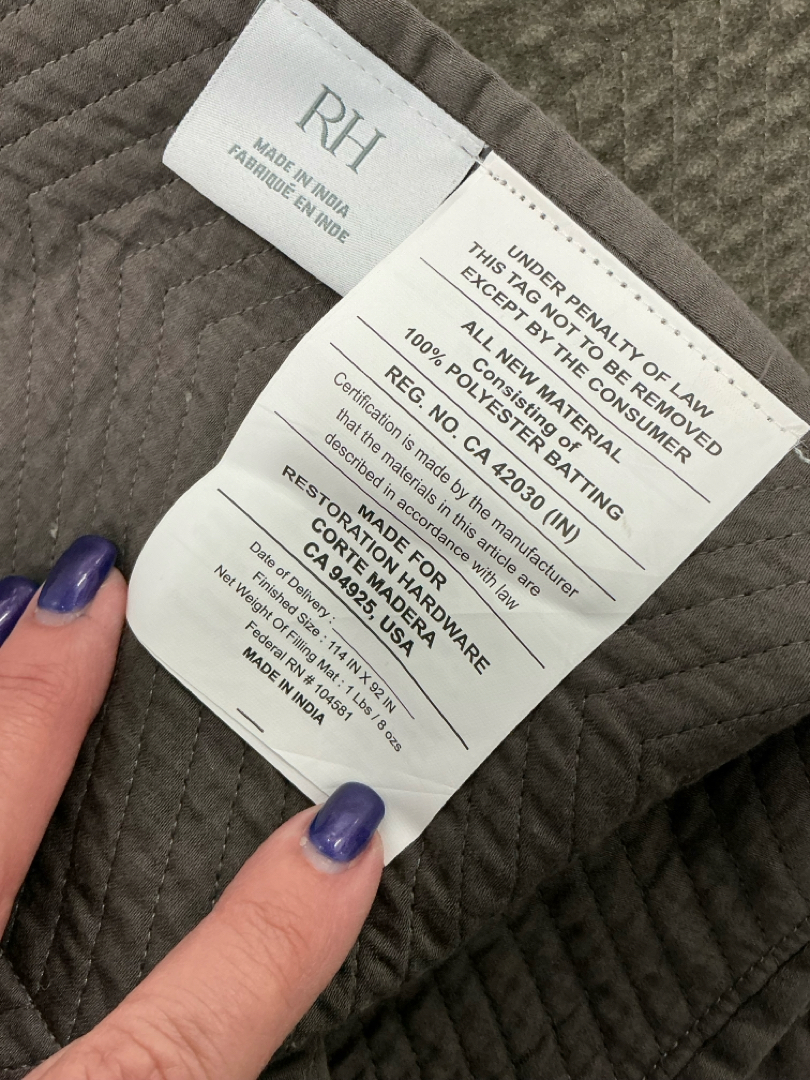 RH
MADE IN INDIA
FABRIQUÉ EN INDE
UNDER PENALTY OF LAW
THIS TAG NOT TO BE REMOVED
EXCEPT BY THE CONSUMER
ALL NEW MATERIAL
Consisting of
100% POLYESTER BATTING
REG. NO. CA 42030 (IN)
Certification is made by the manufacturer
that the materials in this article are
described in accordance with law
MADE FOR
RESTORATION HARDWARE
CORTE MADERA
CA 94925, USA
Date of Delivery :
Finished Size : 114 IN X 92 IN
Net Weight Of Filling Mat : 1 Lbs / 8 ozs
Federal RN # 104581
MADE IN INDIA